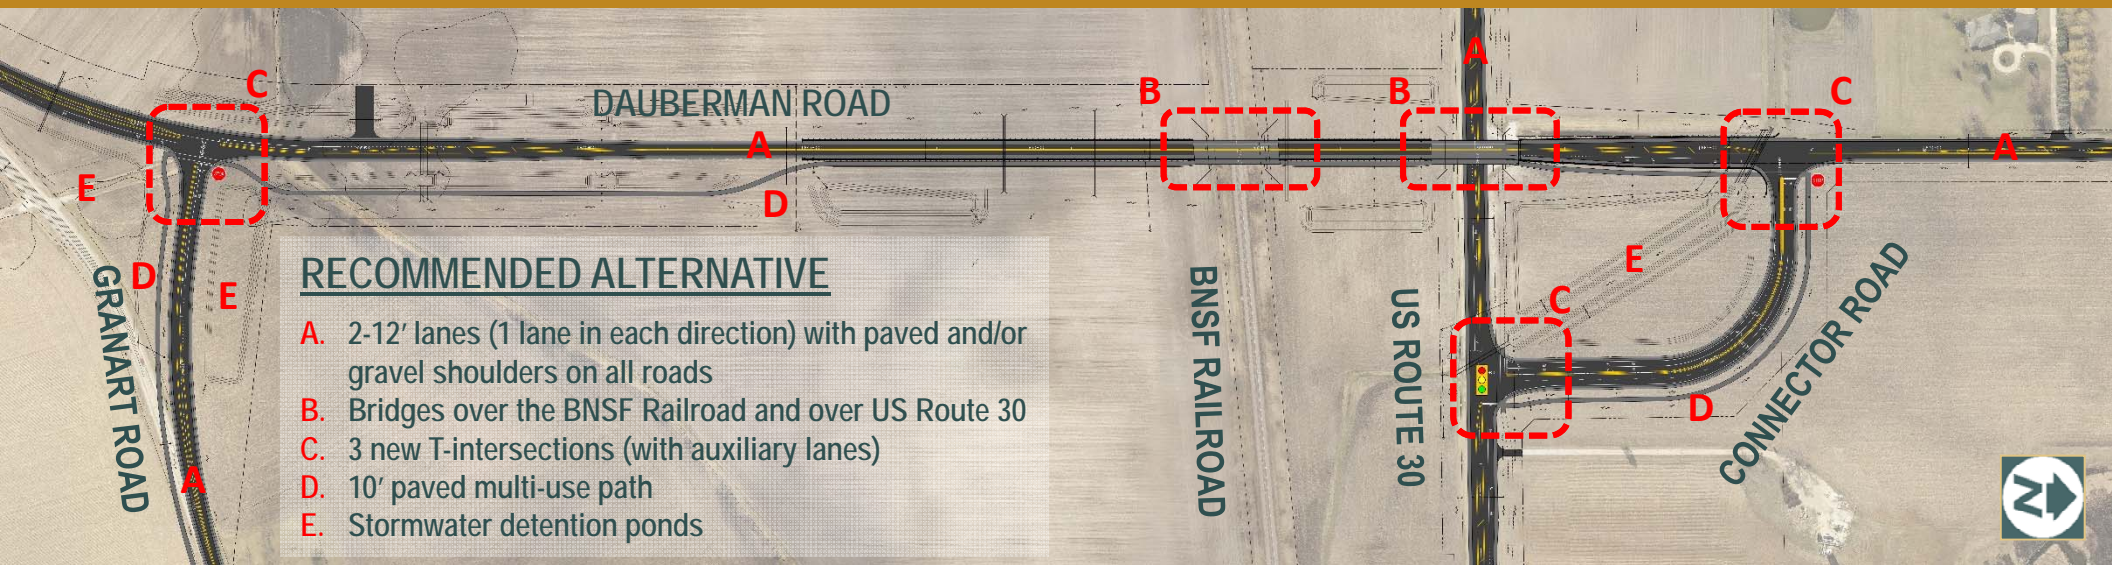 A
C
C
B
B
DAUBERMAN ROAD
A
A
E
D
E
C
D
E
D
A
GRANART ROAD
BNSF RAILROAD
US ROUTE 30
CONNECTOR ROAD
RECOMMENDED ALTERNATIVE
A. 2-12' lanes (1 lane in each direction) with paved and/or
gravel shoulders on all roads
B. Bridges over the BNSF Railroad and over US Route 30
C. 3 new T-intersections (with auxiliary lanes)
D. 10' paved multi-use path
E. Stormwater detention ponds
N